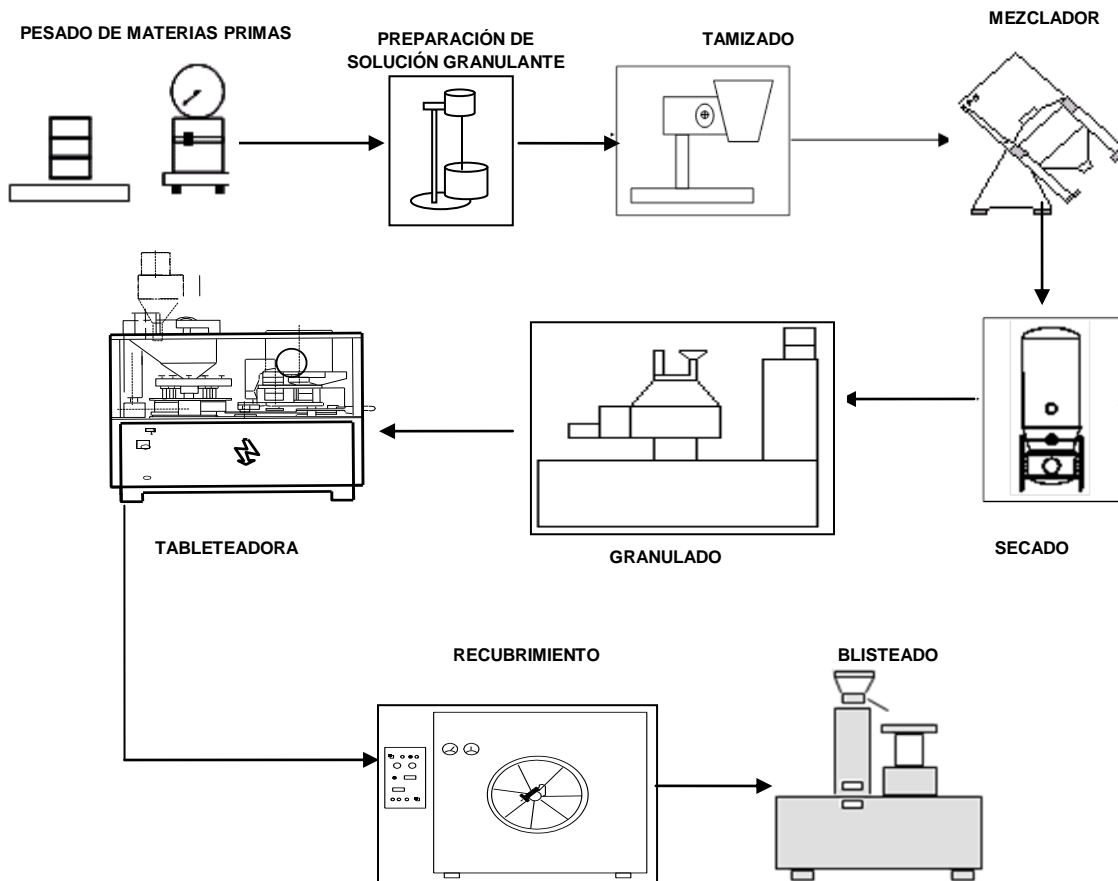 PESADO DE MATERIAS PRIMAS
PREPARACIÓN DE
SOLUCIÓN GRANULANTE
TAMIZADO
MEZCLADOR
TABLETEADORA
GRANULADO
SECADO
RECUBRIMIENTO
BLISTEADO